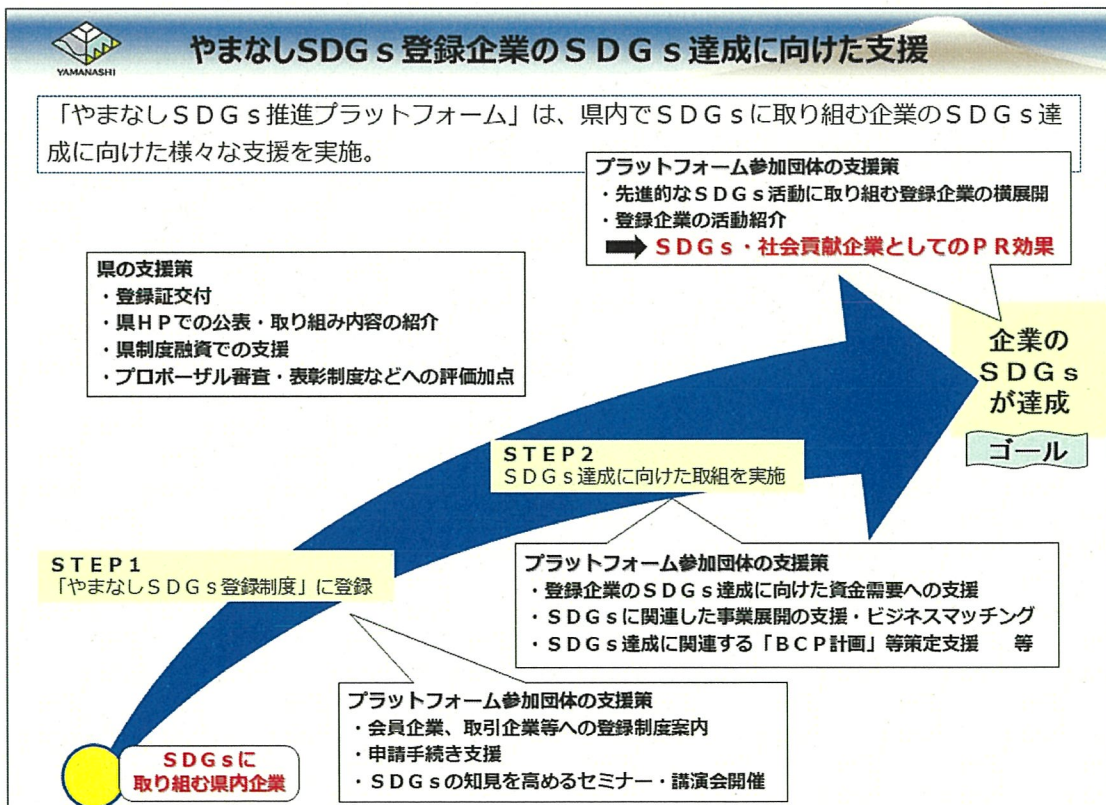 YAMANASHI
やまなしSDGｓ登録企業のＳＤＧｓ達成に向けた支援
「やまなしＳＤＧｓ推進プラットフォーム」は、県内でＳＤＧｓに取り組む企業のＳＤＧｓ達
成に向けた様々な支援を実施。
プラットフォーム参加団体の支援策
・先進的なＳＤＧｓ活動に取り組む登録企業の横展開
・登録企業の活動紹介
➡ ＳＤＧｓ・社会貢献企業としてのＰＲ効果
県の支援策
・登録証交付
・県ＨＰでの公表・取り組み内容の紹介
・県制度融資での支援
・プロポーザル審査・表彰制度などへの評価加点
企業の
ＳＤＧｓ
が達成
ゴール
ＳＴＥＰ２
ＳＤＧｓ達成に向けた取組を実施
プラットフォーム参加団体の支援策
・登録企業のＳＤＧｓ達成に向けた資金需要への支援
・ＳＤＧｓに関連した事業展開の支援・ビジネスマッチング
・ＳＤＧｓ達成に関連する「ＢＣＰ計画」等策定支援　等
ＳＴＥＰ１
「やまなしＳＤＧｓ登録制度」に登録
プラットフォーム参加団体の支援策
・会員企業、取引企業等への登録制度案内
・申請手続き支援
・ＳＤＧｓの知見を高めるセミナー・講演会開催
ＳＤＧｓに
取り組む県内企業